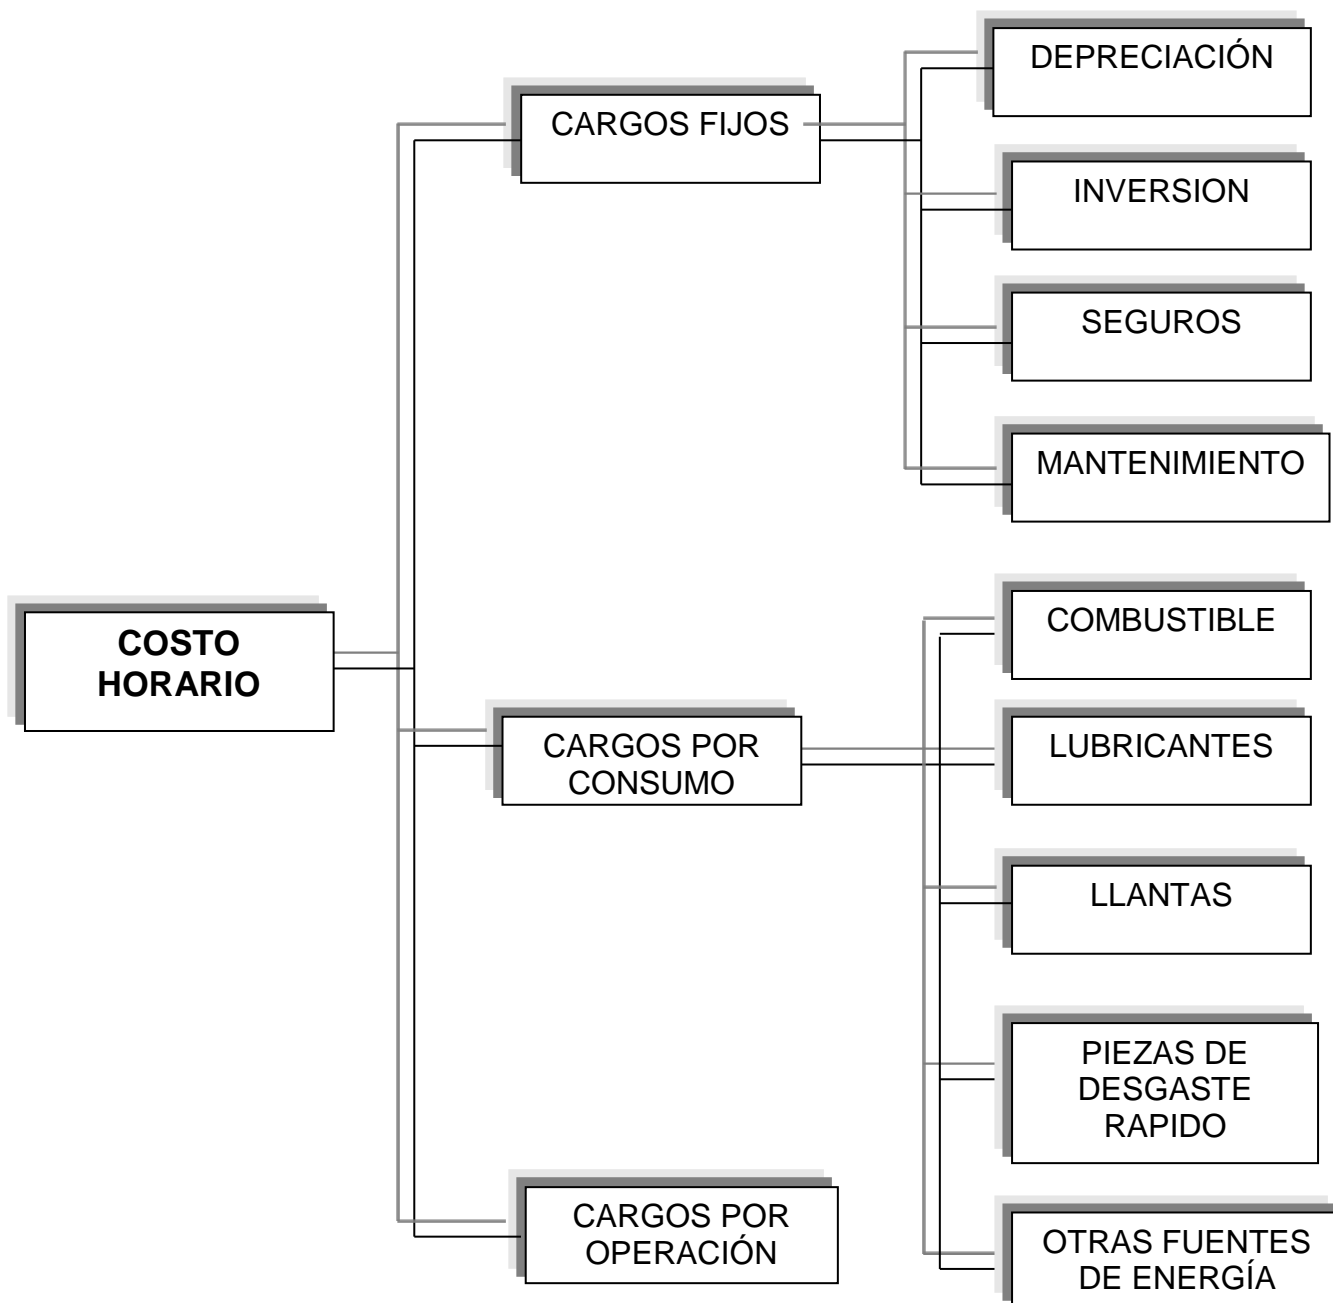 COSTO
HORARIO
CARGOS FIJOS
DEPRECIACIÓN
INVERSION
SEGUROS
MANTENIMIENTO
CARGOS POR
CONSUMO
COMBUSTIBLE
LUBRICANTES
LLANTAS
PIEZAS DE
DESGASTE
RAPIDO
OTRAS FUENTES
DE ENERGÍA
CARGOS POR
OPERACIÓN